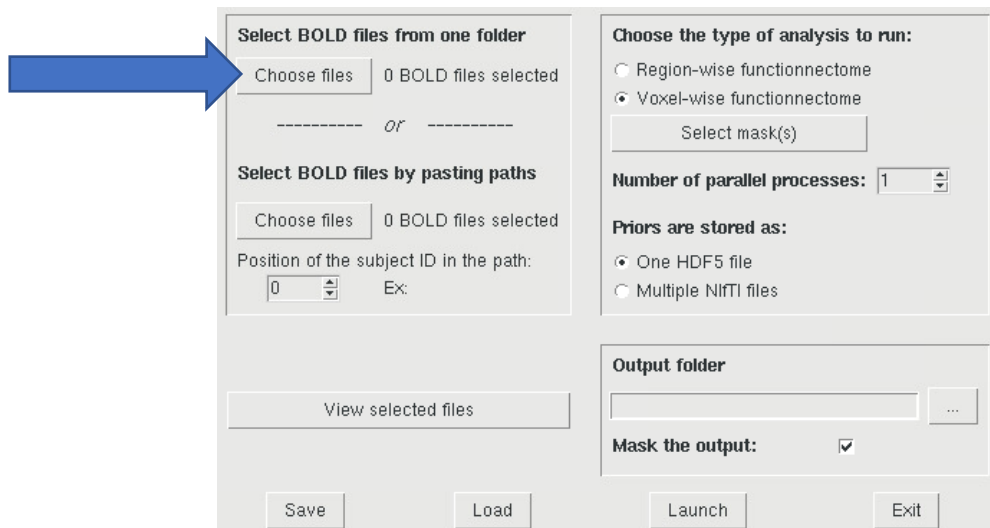 Select BOLD files from one folder
Choose files
0 BOLD files selected
---------- or ----------
Select BOLD files by pasting paths
Choose files
0 BOLD files selected
Position of the subject ID in the path:
0
Ex:
View selected files
Choose the type of analysis to run:
Region-wise functionnectome
Voxel-wise functionnectome
Select mask(s)
Number of parallel processes: 1
Priors are stored as:
One HDF5 file
Multiple NIfTI files
Output folder
...
Mask the output:
Save
Load
Launch
Exit